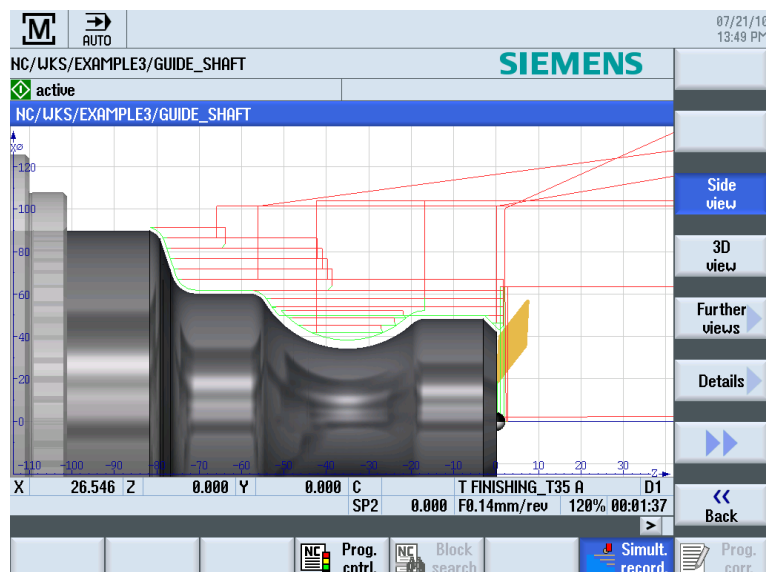 M
AUTO
07/21/10
13:49 PM
NC/WKS/EXAMPLE3/GUIDE_SHAFT
SIEMENS
active
NC/WKS/EXAMPLE3/GUIDE_SHAFT
XØ
120
100
80
60
40
20
0
-110 -100 -90 -80 -70 -60 -50 -40 -30 -20 -10 0 10 20 30 Z
X 26.546 Z 0.000 Y 0.000 C T FINISHING_T35 A D1
SP2 0.000 F0.14mm/rev 120% 00:01:37
>
Side
view
3D
view
Further
views
Details
<<
Back
NC Prog.
cntrl.
NC Block
search
Simult.
record.
Prog.
corr.